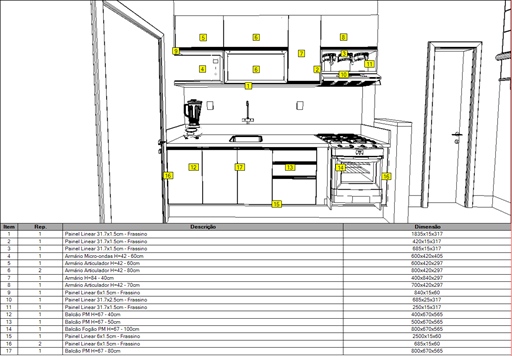 5
6
8
9
3
7
11
4
6
2
10
1
12
17
13
14
16
16
15
Item Rep. Descrição Dimensão
1 1 Painel Linear 31.7x1.5cm - Frassino 1835x15x317
2 1 Painel Linear 31.7x1.5cm - Frassino 420x15x317
3 1 Painel Linear 31.7x1.5cm - Frassino 685x15x317
4 1 Armário Micro-ondas H=42 - 60cm 600x420x405
5 1 Armário Articulador H=42 - 60cm 600x420x297
6 2 Armário Articulador H=42 - 80cm 800x420x297
7 1 Armário H=84 - 40cm 400x840x297
8 1 Armário Articulador H=42 - 70cm 700x420x297
9 1 Painel Linear 6x1.5cm - Frassino 840x15x60
10 1 Painel Linear 31.7x2.5cm - Frassino 685x25x317
11 1 Painel Linear 31.7x1.5cm - Frassino 250x15x317
12 1 Balcão PM H=67 - 40cm 400x670x565
13 1 Balcão PM H=67 - 50cm 500x670x565
14 1 Balcão Fogão PM H=67 - 100cm 800x670x565
15 1 Painel Linear 6x1.5cm - Frassino 2500x15x60
16 2 Painel Linear 6x1.5cm - Frassino 685x15x60
17 1 Balcão PM H=67 - 80cm 800x670x565